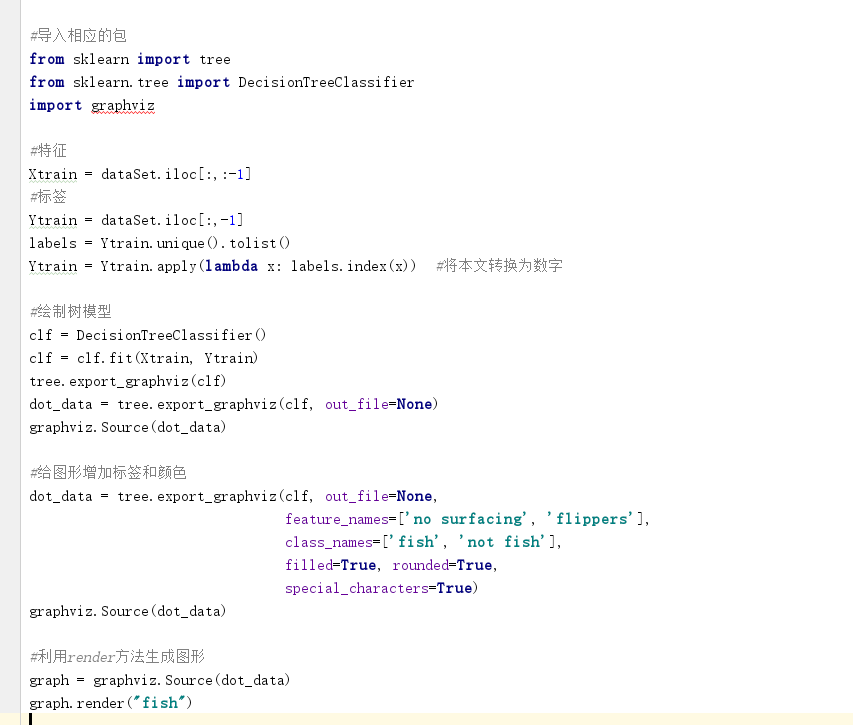 #导入相应的包
from sklearn import tree
from sklearn.tree import DecisionTreeClassifier
import graphviz
#特征
Xtrain = dataSet.iloc[:,:-1]
#标签
Ytrain = dataSet.iloc[:,-1]
labels = Ytrain.unique().tolist()
Ytrain = Ytrain.apply(lambda x: labels.index(x))  #将本文转换为数字
#绘制树模型
clf = DecisionTreeClassifier()
clf = clf.fit(Xtrain, Ytrain)
tree.export_graphviz(clf)
dot_data = tree.export_graphviz(clf, out_file=None)
graphviz.Source(dot_data)
#给图形增加标签和颜色
dot_data = tree.export_graphviz(clf, out_file=None,
feature_names=['no surfacing', 'flippers'],
class_names=['fish', 'not fish'],
filled=True, rounded=True,
special_characters=True)
graphviz.Source(dot_data)
#利用render方法生成图形
graph = graphviz.Source(dot_data)
graph.render("fish")